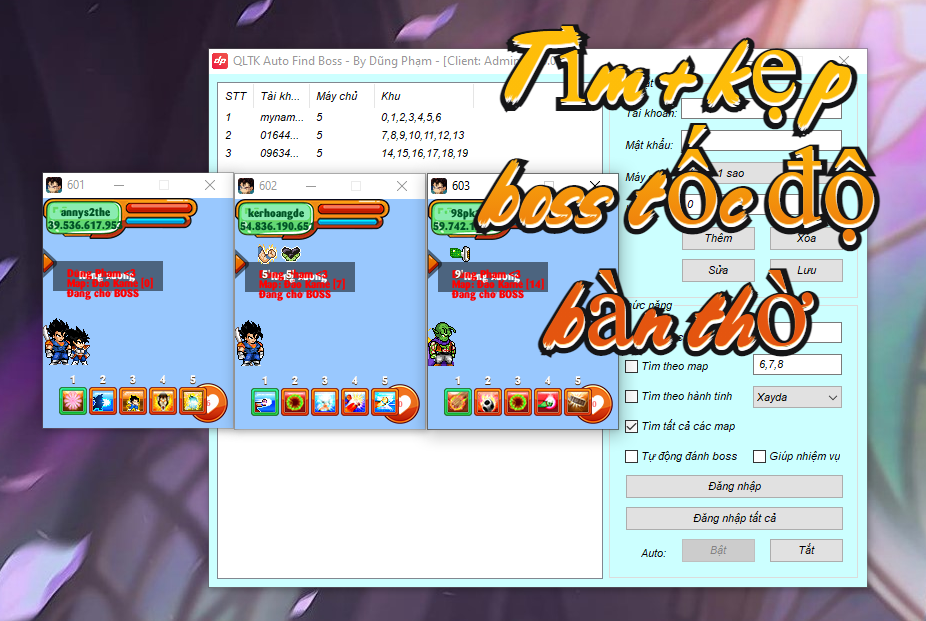 Tìm + kẹp
boss tốc độ
bàn thờ
dp QLTK Auto Find Boss - By Dũng Phạm - [Client: Admin
STT Tài kh... Máy chủ Khu
1 mynam... 5 0,1,2,3,4,5,6
2 01644... 5 7,8,9,10,11,12,13
3 09634... 5 14,15,16,17,18,19
Tài khoản:
Mật khẩu:
1 sao
0
Thêm Xóa
Sửa Lưu
Tìm theo map 6,7,8
Tìm theo hành tinh Xayda
Tìm tất cả các map
Tự động đánh boss Giúp nhiệm vụ
Đăng nhập
Đăng nhập tất cả
Auto: Bật Tắt
601
annys2the
39.536.617.95
Map: Đảo Kame [0]
Đang chờ BOSS
1 2 3 4 5
602
kerhoangde
54.836.190.65
5' 5'
Map: Đảo Kame [7]
Đang chờ BOSS
1 2 3 4 5
603
98pk
59.742.1
9'
Map: Đảo Kame [14]
Đang chờ BOSS
1 2 3 4 5